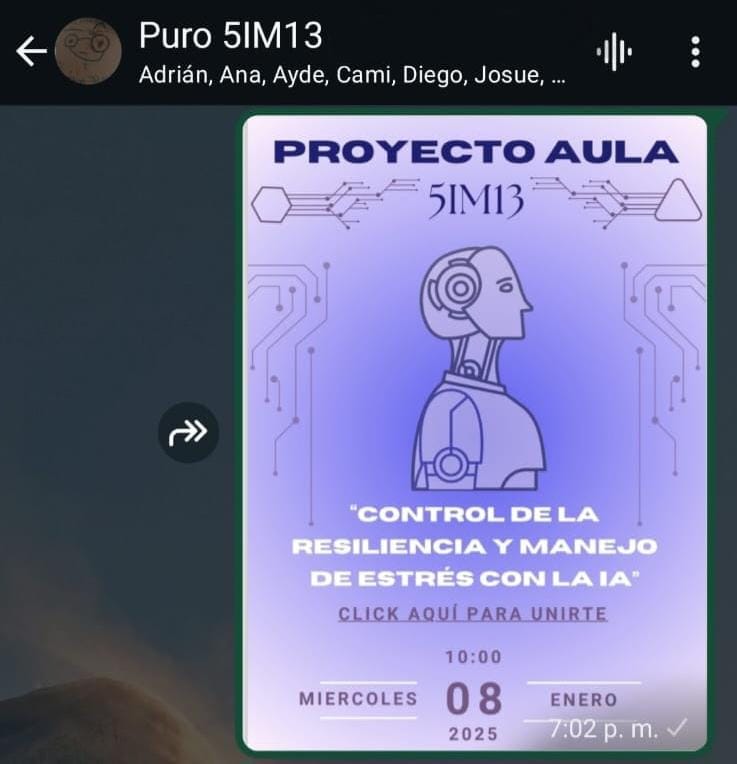 Puro 5IM13
Adrián, Ana, Ayde, Cami, Diego, Josue, ...
PROYECTO AULA
5IM13
"CONTROL DE LA
RESILIENCIA Y MANEJO
DE ESTRÉS CON LA IA"
CLICK AQUÍ PARA UNIRTE
10:00
MIERCOLES 08 ENERO
2025
7:02 p. m.